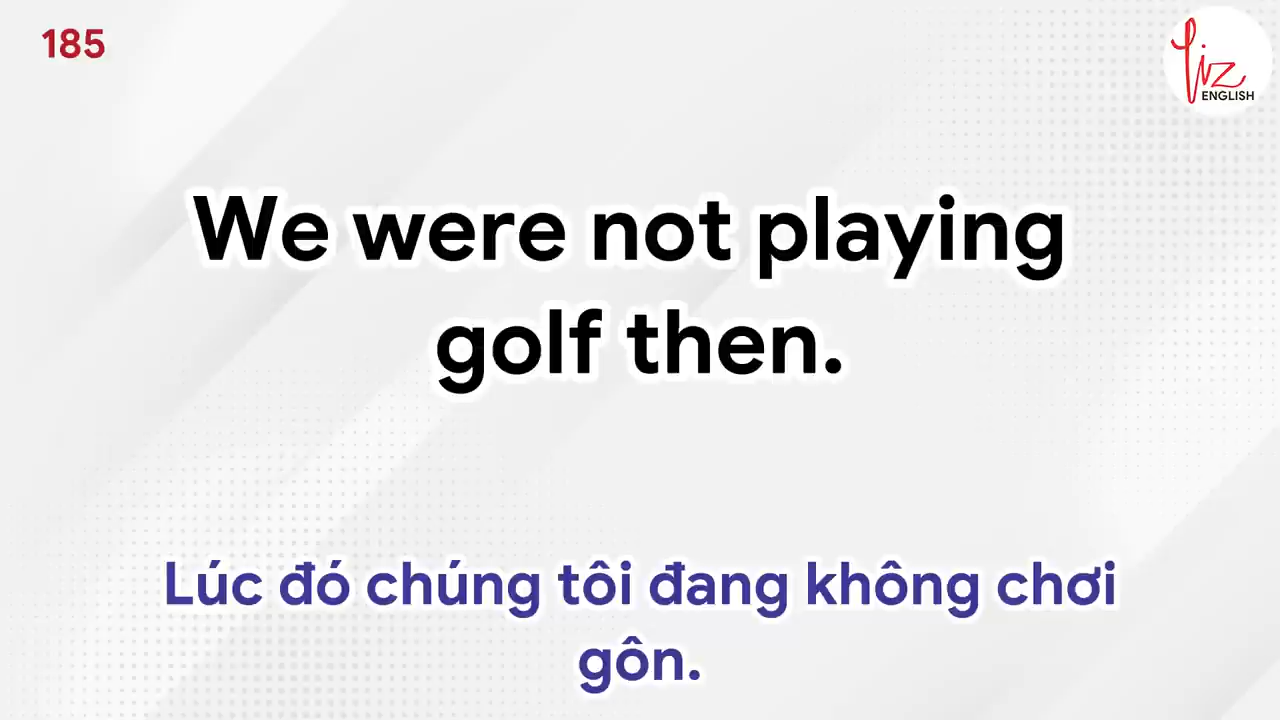 185
liz
ENGLISH
We were not playing
golf then.
Lúc đó chúng tôi đang không chơi
gôn.